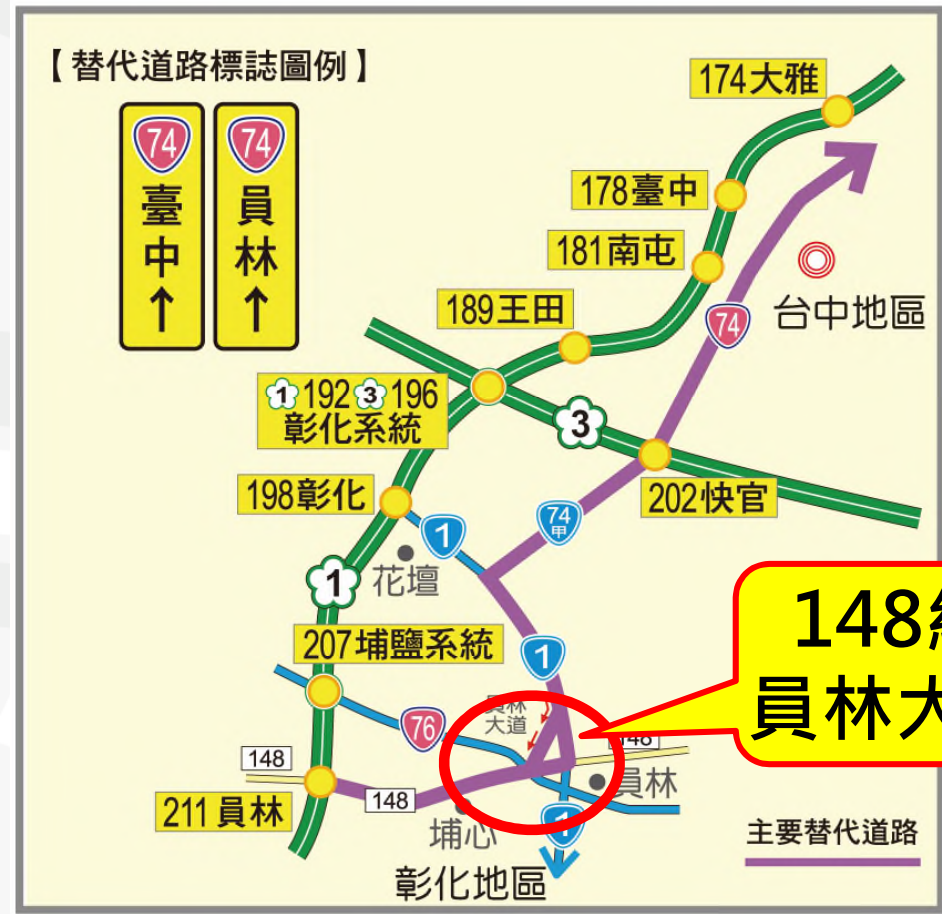 【替代道路標誌圖例】
74
臺中↑
74
員林↑
174大雅
178臺中
181南屯
189王田
台中地區
74
1 192 3 196
彰化系統
3
198彰化
202快官
1
74甲
花壇
1
207埔鹽系統
1
148
員林大
員林
大道
76
148
148
員林
211員林
148
埔心
1
彰化地區
主要替代道路